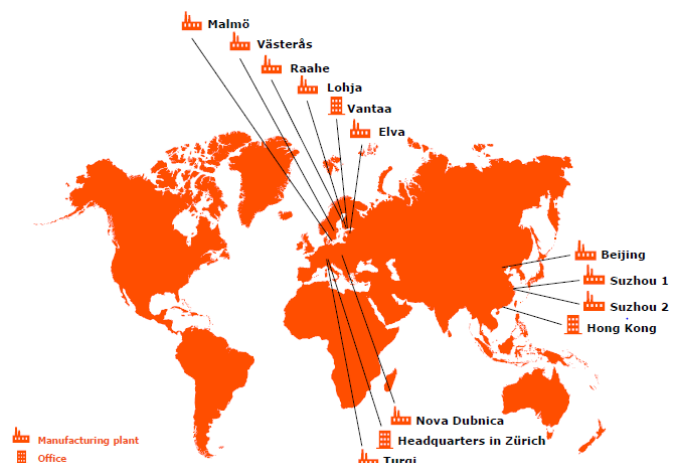 Malmö
Västerås
Raahe
Lohja
Vantaa
Elva
Beijing
Suzhou 1
Suzhou 2
Hong Kong
Nova Dubnica
Headquarters in Zürich
Turgi
Manufacturing plant
Office